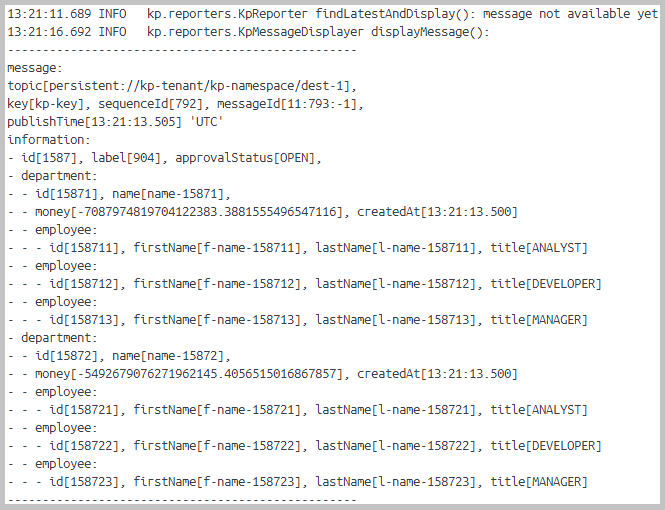 13:21:11.689 INFO   kp.reporters.KpReporter findLatestAndDisplay(): message not available yet
13:21:16.692 INFO   kp.reporters.KpMessageDisplayer displayMessage():
--------------------------------------------------
message:
topic[persistent://kp-tenant/kp-namespace/dest-1],
key[kp-key], sequenceId[792], messageId[11:793:-1],
publishTime[13:21:13.505] 'UTC'
information:
- id[1587], label[904], approvalStatus[OPEN],
- department:
- - id[15871], name[name-15871],
- - money[-7087974819704122383.3881555496547116], createdAt[13:21:13.500]
- - employee:
- - - id[158711], firstName[f-name-158711], lastName[l-name-158711], title[ANALYST]
- - employee:
- - - id[158712], firstName[f-name-158712], lastName[l-name-158712], title[DEVELOPER]
- - employee:
- - - id[158713], firstName[f-name-158713], lastName[l-name-158713], title[MANAGER]
- department:
- - id[15872], name[name-15872],
- - money[-5492679076271962145.4056515016867857], createdAt[13:21:13.500]
- - employee:
- - - id[158721], firstName[f-name-158721], lastName[l-name-158721], title[ANALYST]
- - employee:
- - - id[158722], firstName[f-name-158722], lastName[l-name-158722], title[DEVELOPER]
- - employee:
- - - id[158723], firstName[f-name-158723], lastName[l-name-158723], title[MANAGER]
--------------------------------------------------